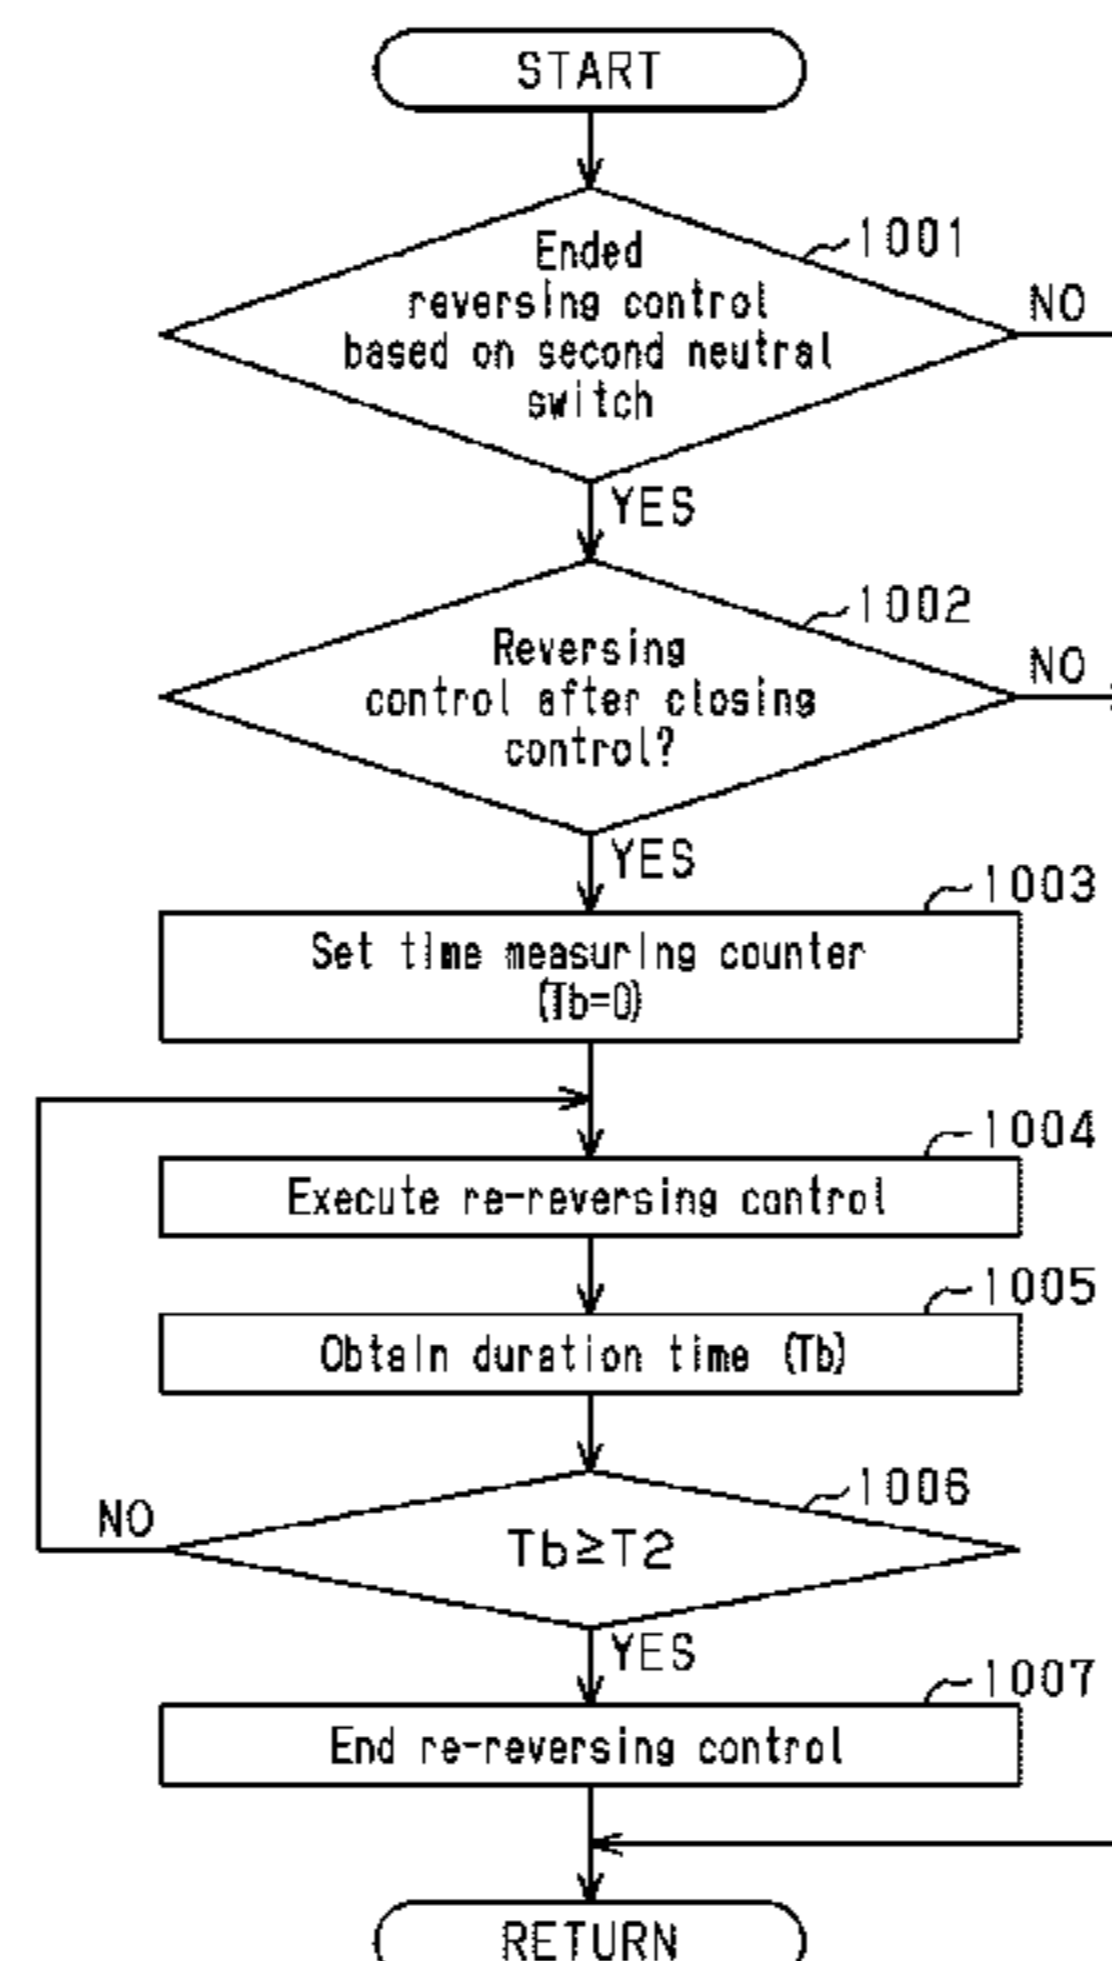 START
1001
Ended
reversing control
based on second neutral
switch
NO
YES
1002
Reversing
control after closing
control?
NO
YES
1003
Set time measuring counter
(Tb=0)
1004
Execute re-reversing control
1005
Obtain duration time (Tb)
1006
Tb≥T2
NO
YES
1007
End re-reversing control
RETURN